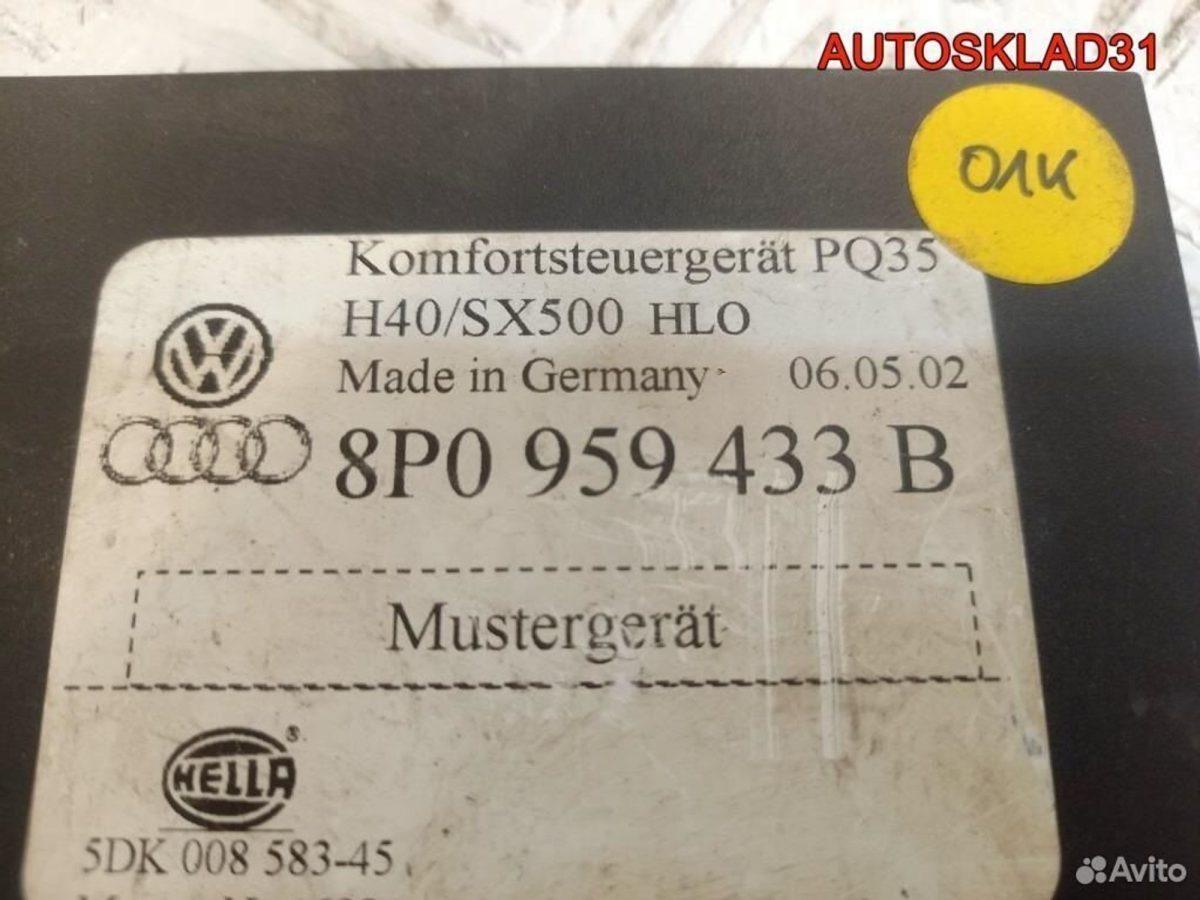 AUTOSKLAD31
01K
Komfortsteuergerät PQ35
H40/SX500 HLO
Made in Germany 06.05.02
8P0 959 433 B
Mustergerät
HELLA
5DK 008 583-45
Avito